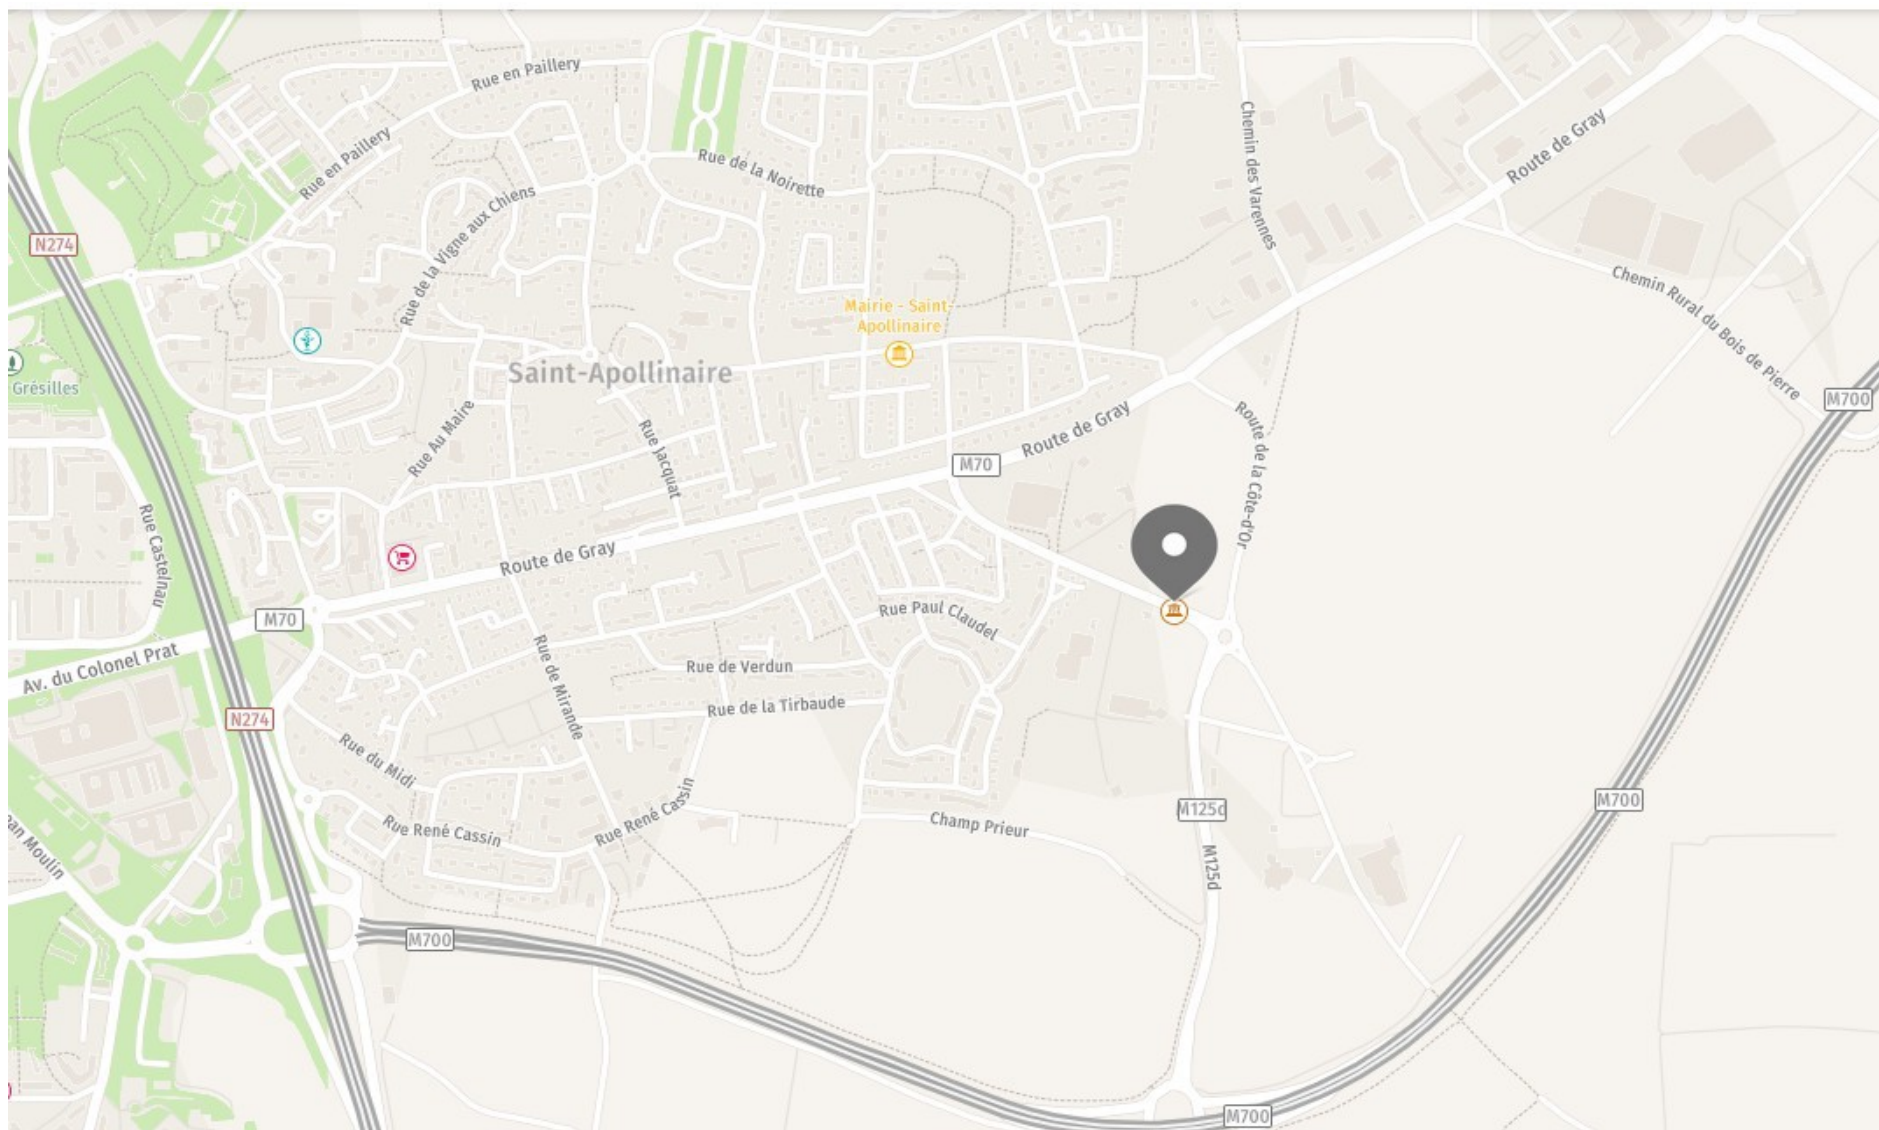 Rue en Paillery
Rue en Paillery
Rue de la Noirette
Rue de la Vigne aux Chiens
Chemin des Varennes
Route de Gray
N274
Chemin Rural du Bois de Pierre
Mairie - Saint-
Apollinaire
Saint-Apollinaire
Grésilles
M700
Rue Au Maire
Rue Jacquat
Route de Gray
Route de la Côte-d'Or
M70
Rue Castelnau
Route de Gray
M70
Rue Paul Claudel
Av. du Colonel Prat
Rue de Mirande
Rue de Verdun
Rue de la Tirbaude
N274
Rue du Midi
M700
M125d
Rue René Cassin
Rue René Cassin
Champ Prieur
Moulin
M125d
M700
M700